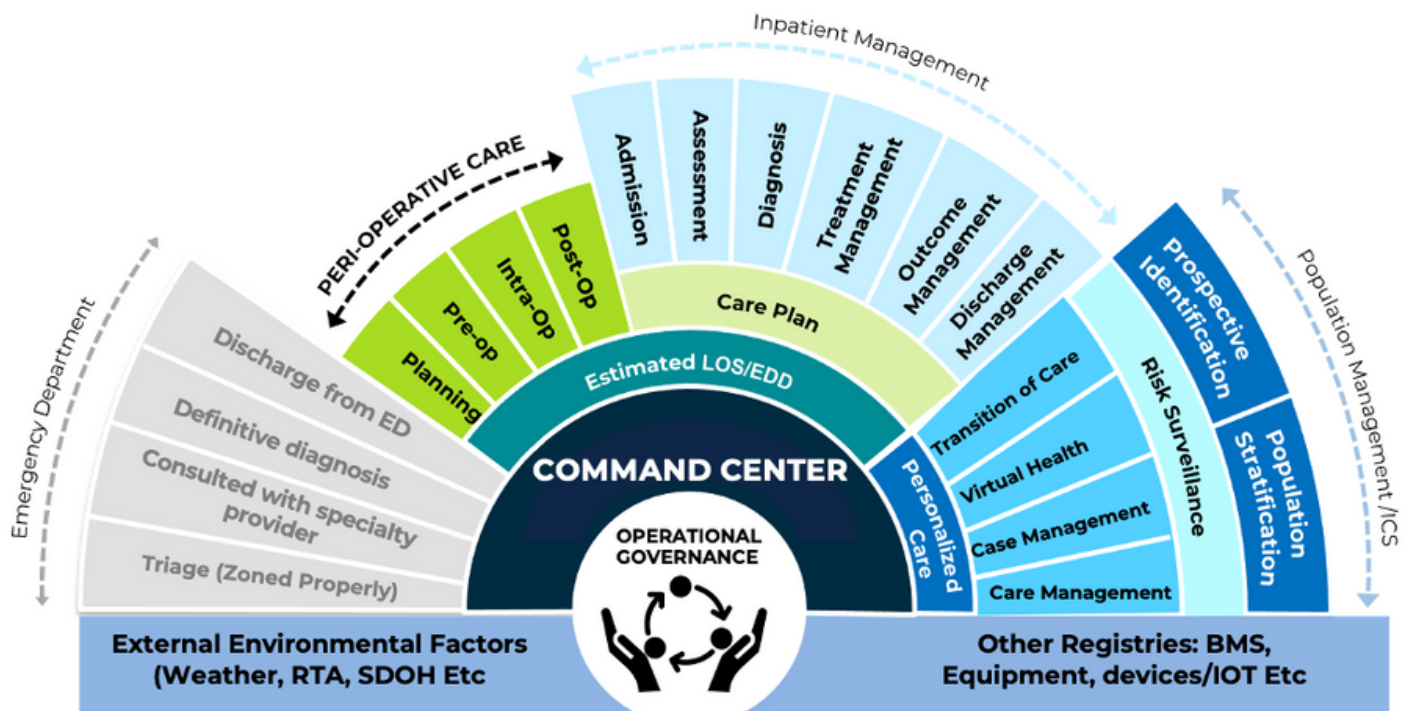 Emergency Department
Discharge from ED
Definitive diagnosis
Consulted with specialty
provider
Triage (Zoned Properly)
PERI-OPERATIVE CARE
Planning
Pre-op
Intra-Op
Post-Op
Inpatient Management
Admission
Assessment
Diagnosis
Treatment
Management
Outcome
Management
Discharge
Management
Care Plan
Estimated LOS/EDD
COMMAND CENTER
OPERATIONAL
GOVERNANCE
Personalized
Care
Transition of Care
Virtual Health
Case Management
Care Management
Risk Surveillance
Prospective
Identification
Population
Stratification
Population Management /ICS
External Environmental Factors
(Weather, RTA, SDOH Etc
Other Registries: BMS,
Equipment, devices/IOT Etc